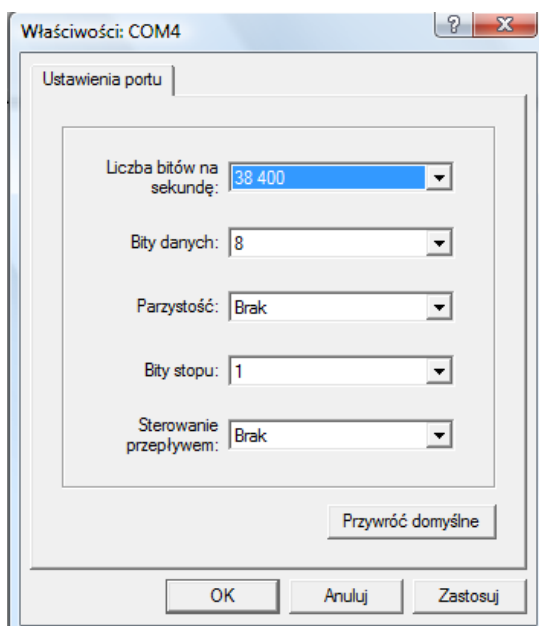 Właściwości: COM4
Ustawienia portu
Liczba bitów na
sekundę:
38 400
Bity danych:
8
Parzystość:
Brak
Bity stopu:
1
Sterowanie
przepływem:
Brak
Przywróć domyślne
OK
Anuluj
Zastosuj